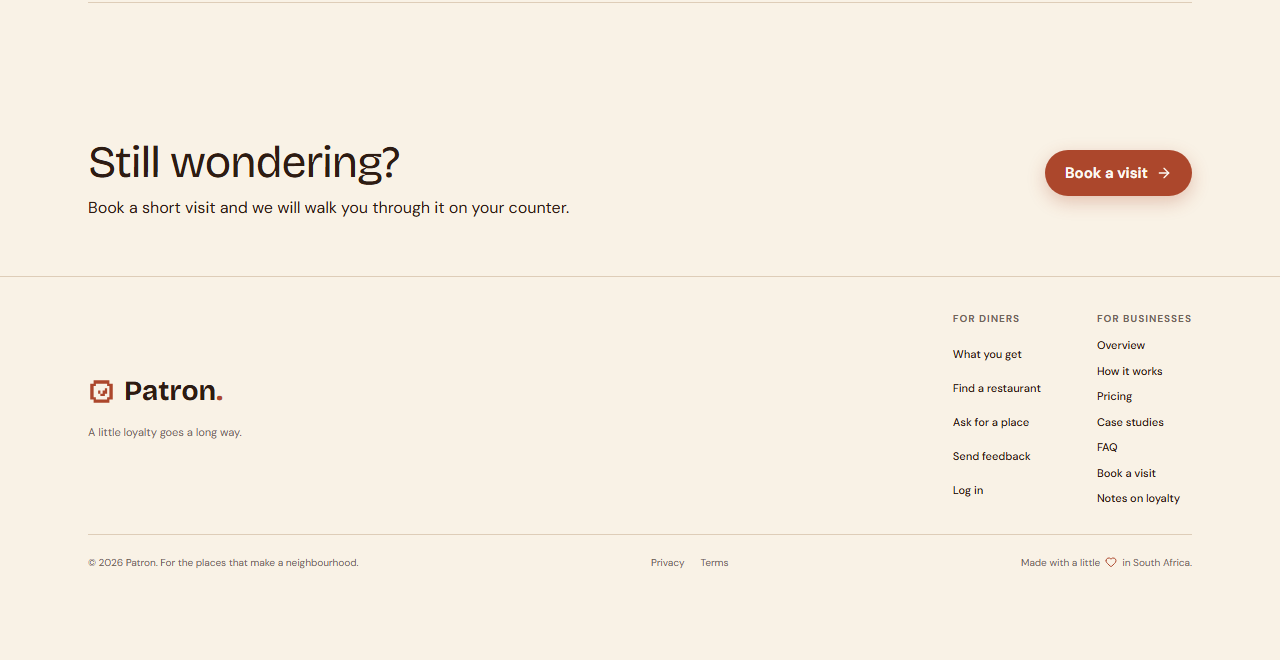 Still wondering?
Book a short visit and we will walk you through it on your counter.
Book a visit →
Patron.
A little loyalty goes a long way.
FOR DINERS
What you get
Find a restaurant
Ask for a place
Send feedback
Log in
FOR BUSINESSES
Overview
How it works
Pricing
Case studies
FAQ
Book a visit
Notes on loyalty
© 2026 Patron. For the places that make a neighbourhood.
Privacy
Terms
Made with a little ♡ in South Africa.